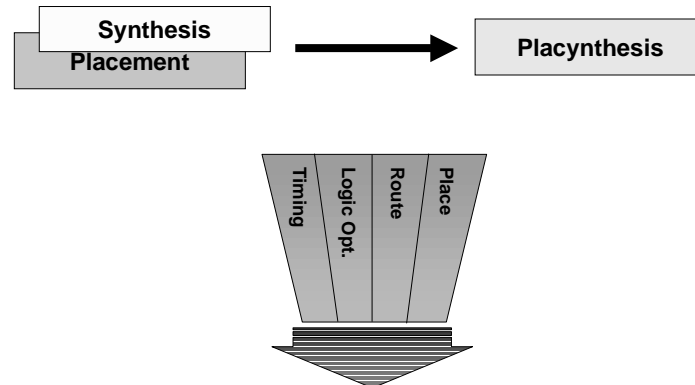 Synthesis
Placement
Placynthesis
Timing
Logic Opt.
Route
Place